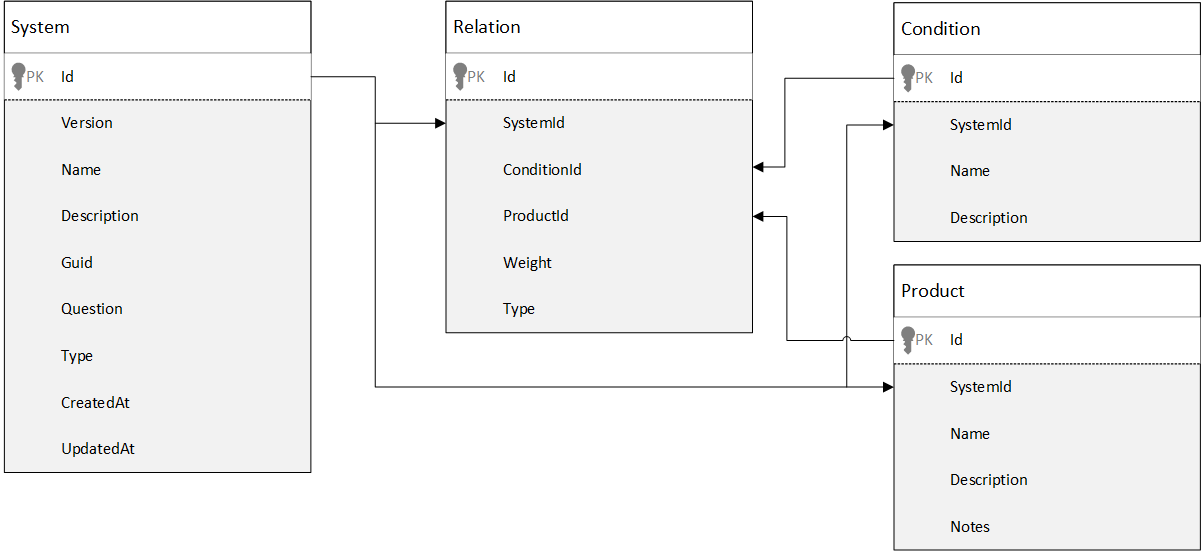 System
PK Id
Version
Name
Description
Guid
Question
Type
CreatedAt
UpdatedAt
Relation
PK Id
SystemId
ConditionId
ProductId
Weight
Type
Condition
PK Id
SystemId
Name
Description
Product
PK Id
SystemId
Name
Description
Notes